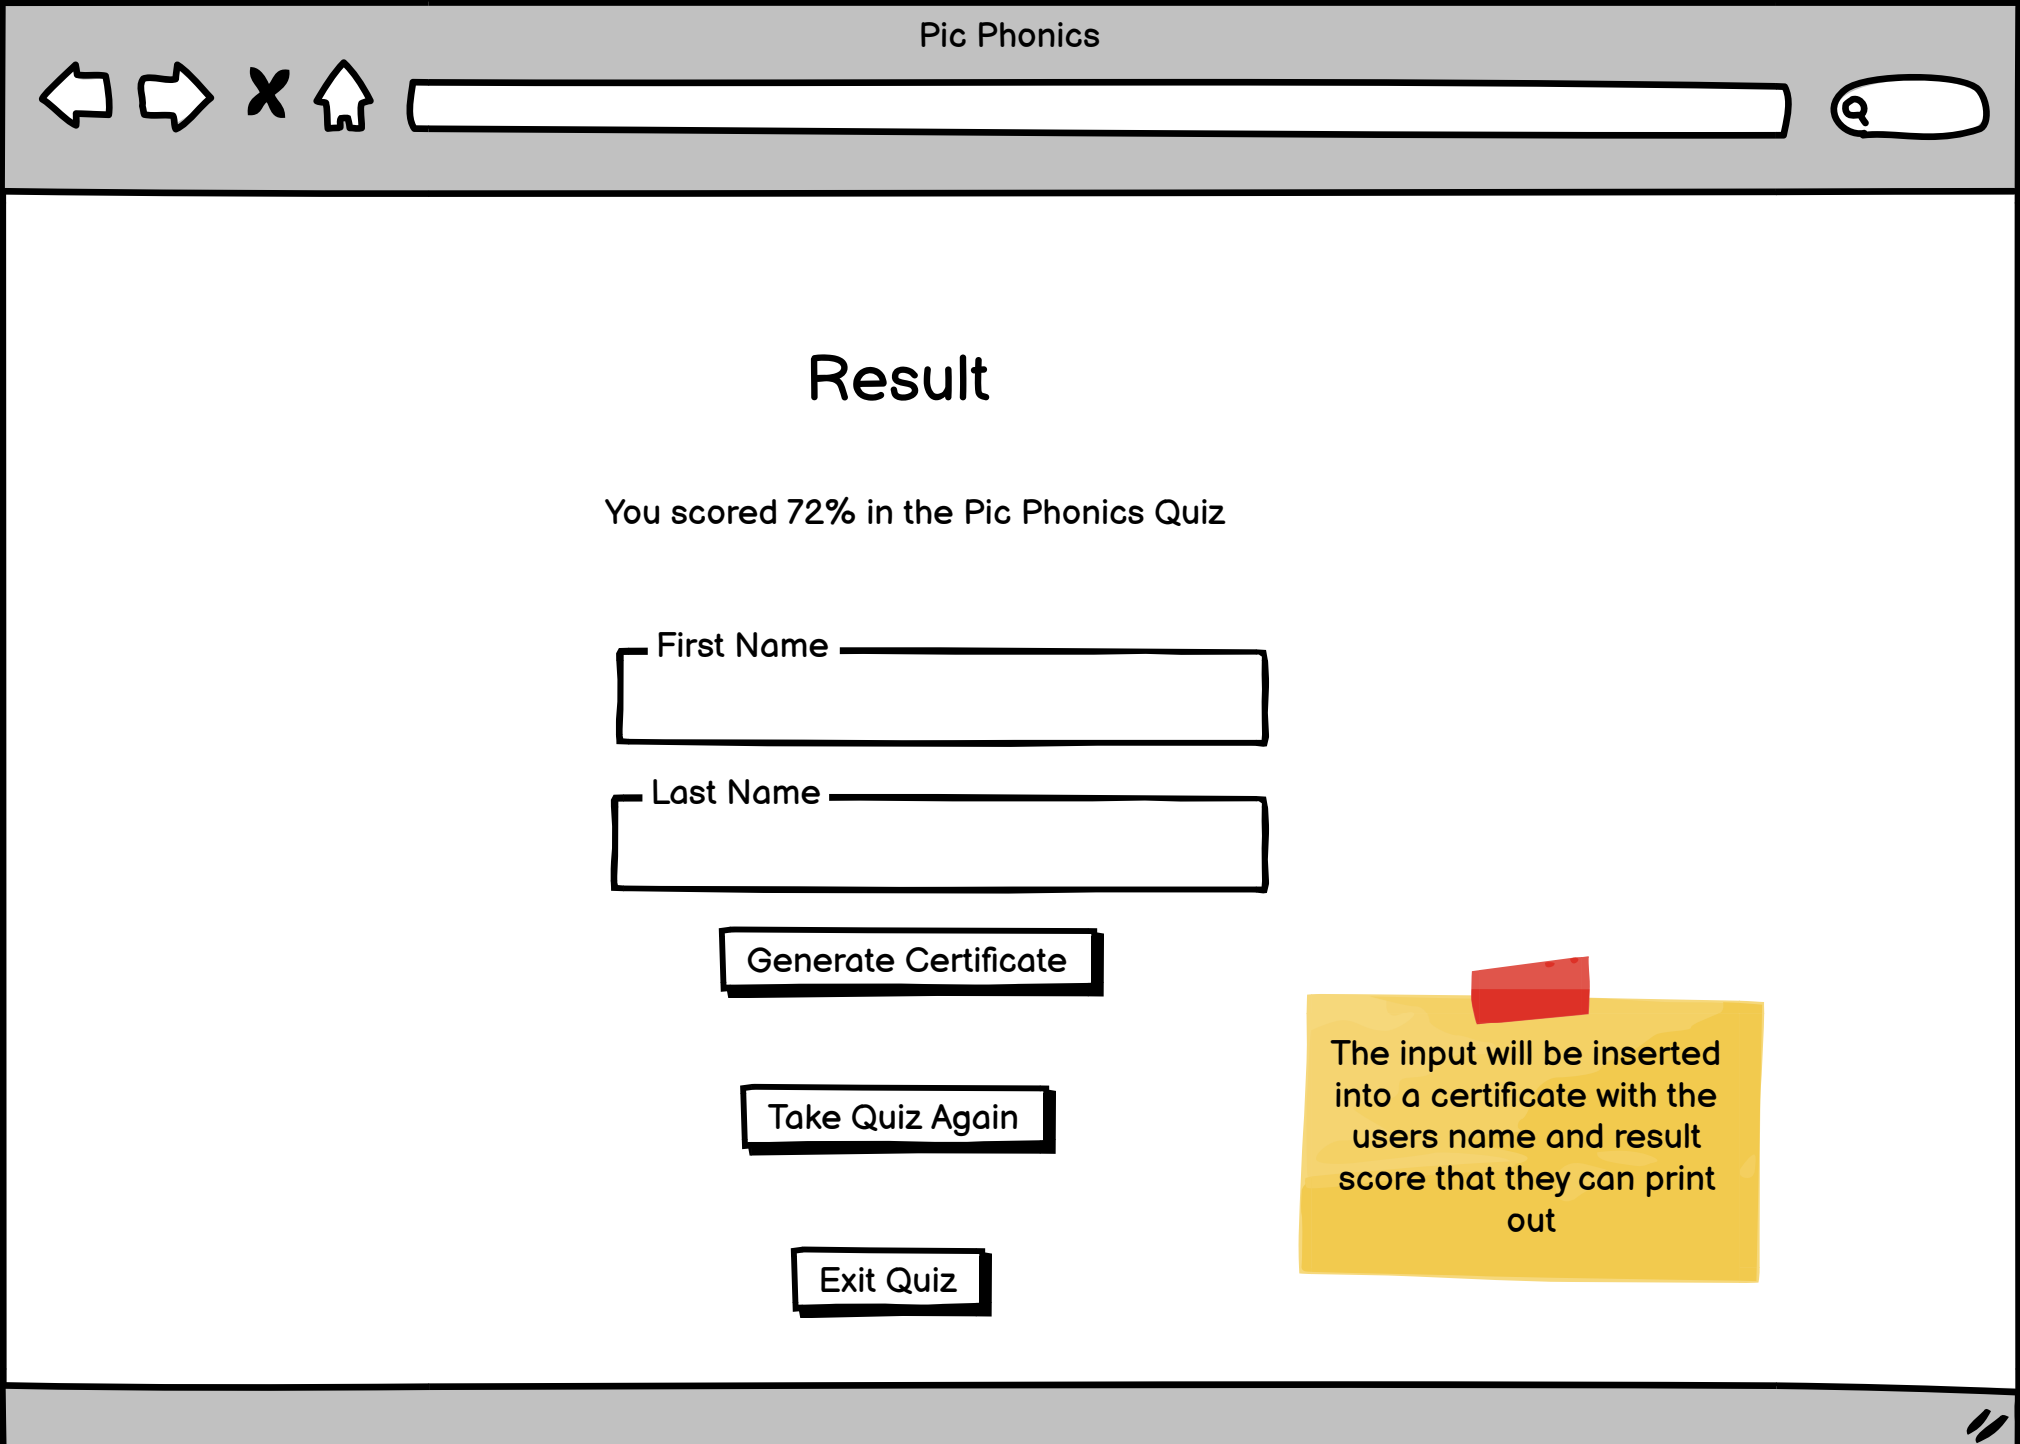 Pic Phonics
Result
You scored 72% in the Pic Phonics Quiz
First Name
Last Name
Generate Certificate
Take Quiz Again
Exit Quiz
The input will be inserted
into a certificate with the
users name and result
score that they can print
out